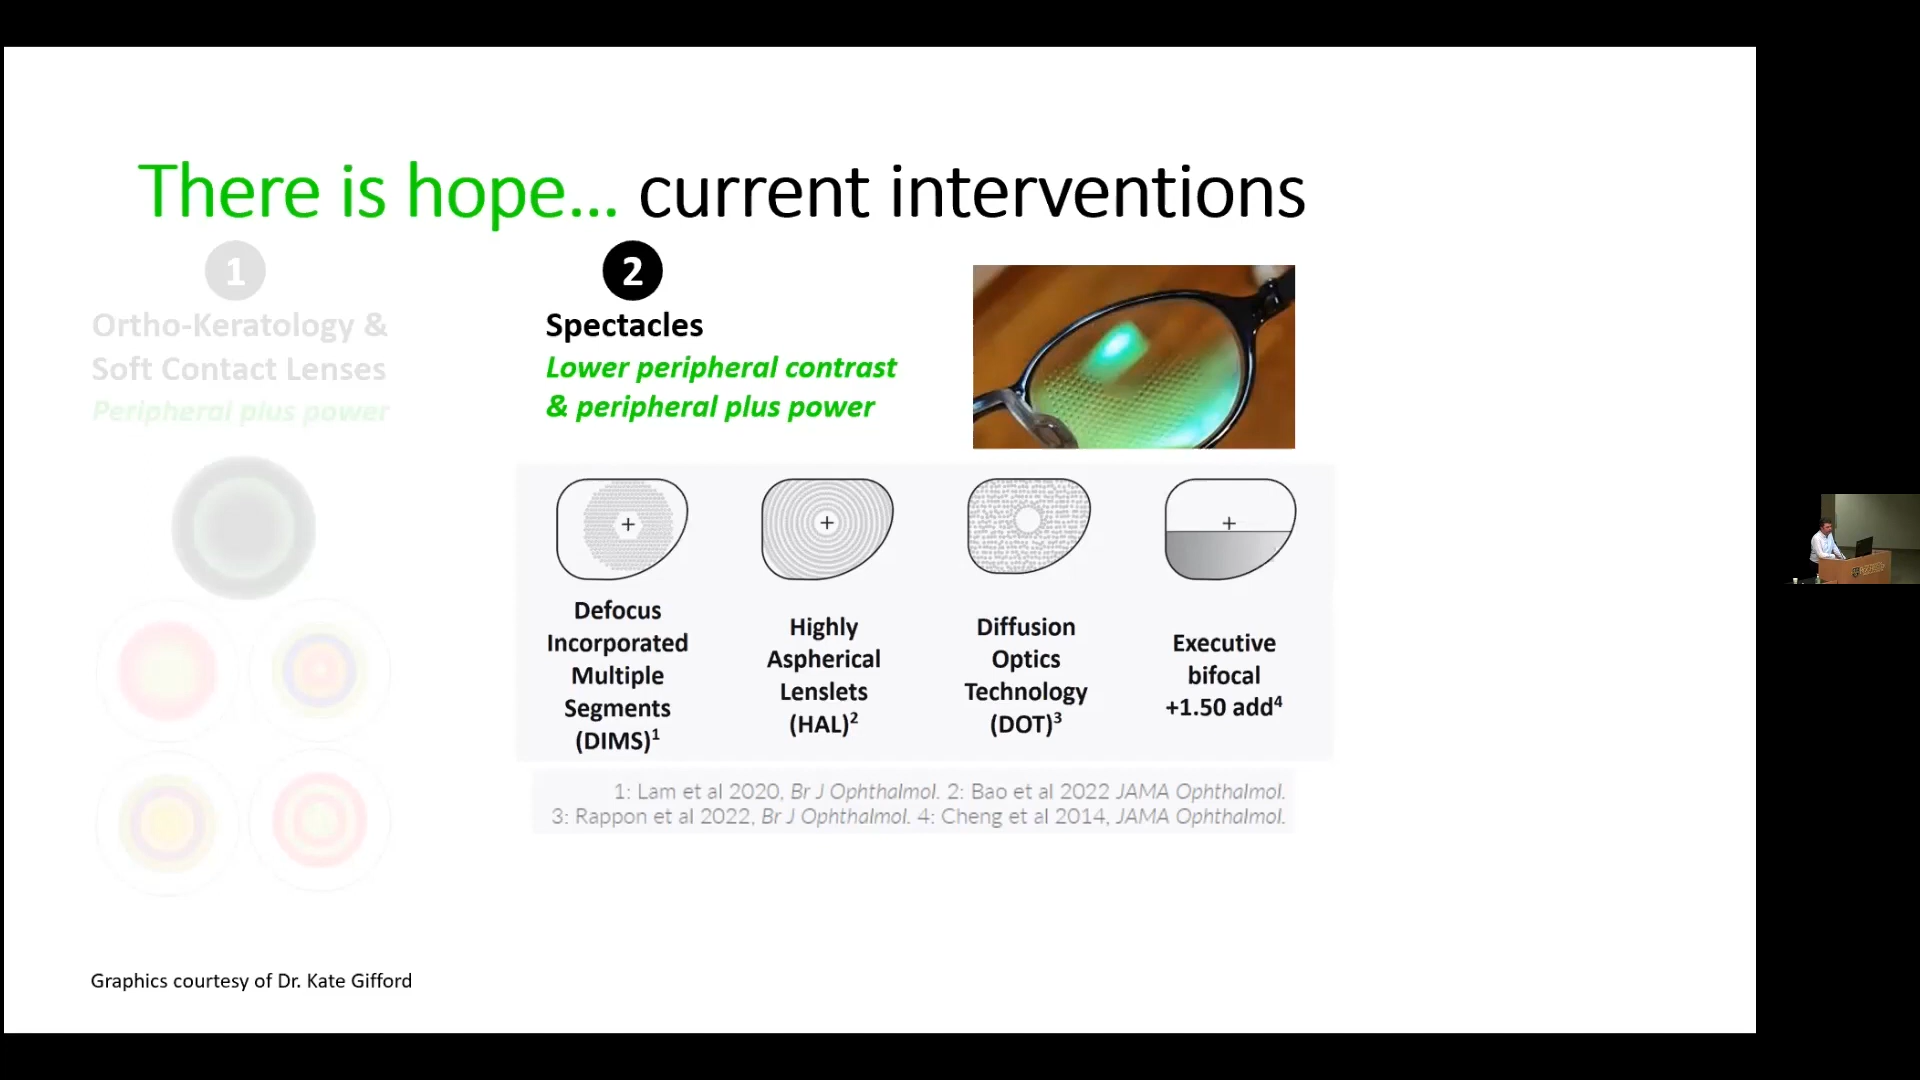 There is hope... current interventions
1
Ortho-Keratology &
Soft Contact Lenses
Peripheral plus power
2
Spectacles
Lower peripheral contrast
& peripheral plus power
Defocus
Incorporated
Multiple
Segments
(DIMS)1
Highly
Aspherical
Lenslets
(HAL)2
Diffusion
Optics
Technology
(DOT)3
Executive
bifocal
+1.50 add4
1: Lam et al 2020, Br J Ophthalmol. 2: Bao et al 2022 JAMA Ophthalmol.
3: Rappon et al 2022, Br J Ophthalmol. 4: Cheng et al 2014, JAMA Ophthalmol.
Graphics courtesy of Dr. Kate Gifford